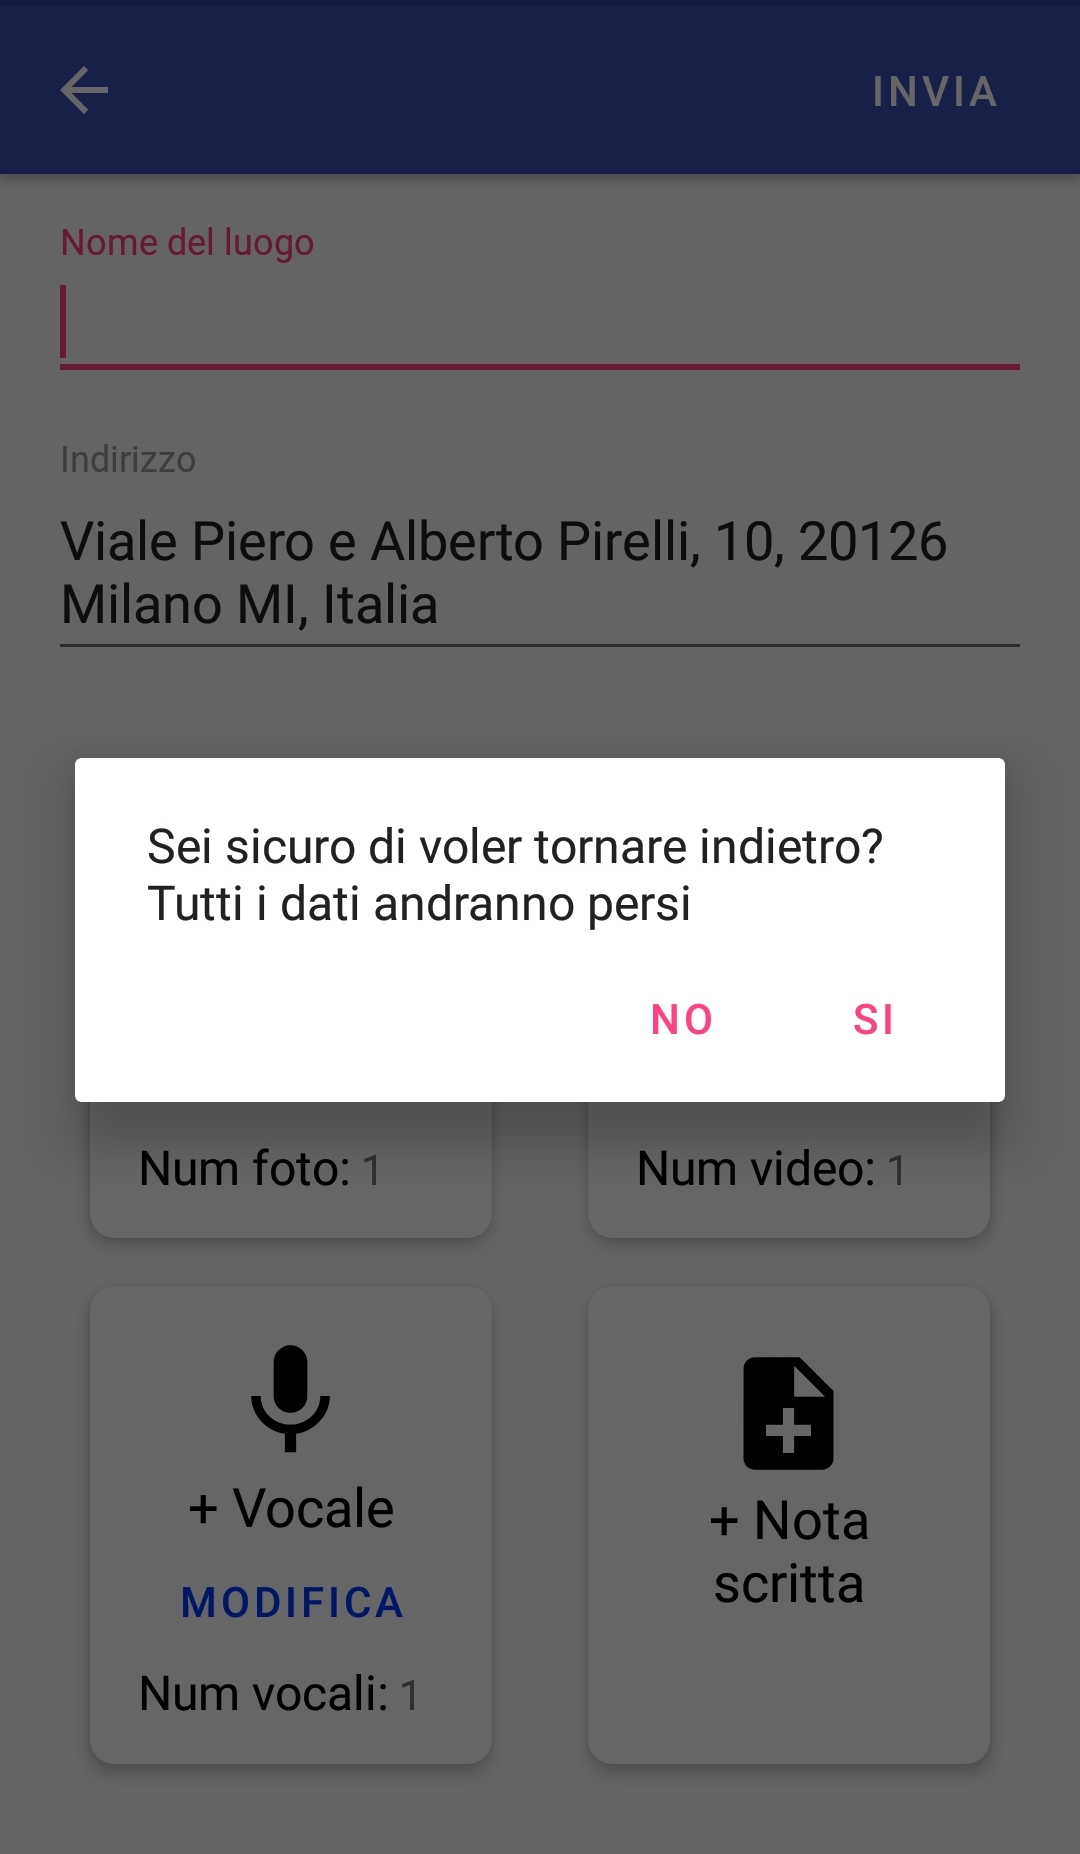 INVIA
Nome del luogo
Indirizzo
Viale Piero e Alberto Pirelli, 10, 20126
Milano MI, Italia
Sei sicuro di voler tornare indietro?
Tutti i dati andranno persi
NO SI
Num foto: 1
Num video: 1
+ Vocale
MODIFICA
Num vocali: 1
+ Nota
scritta